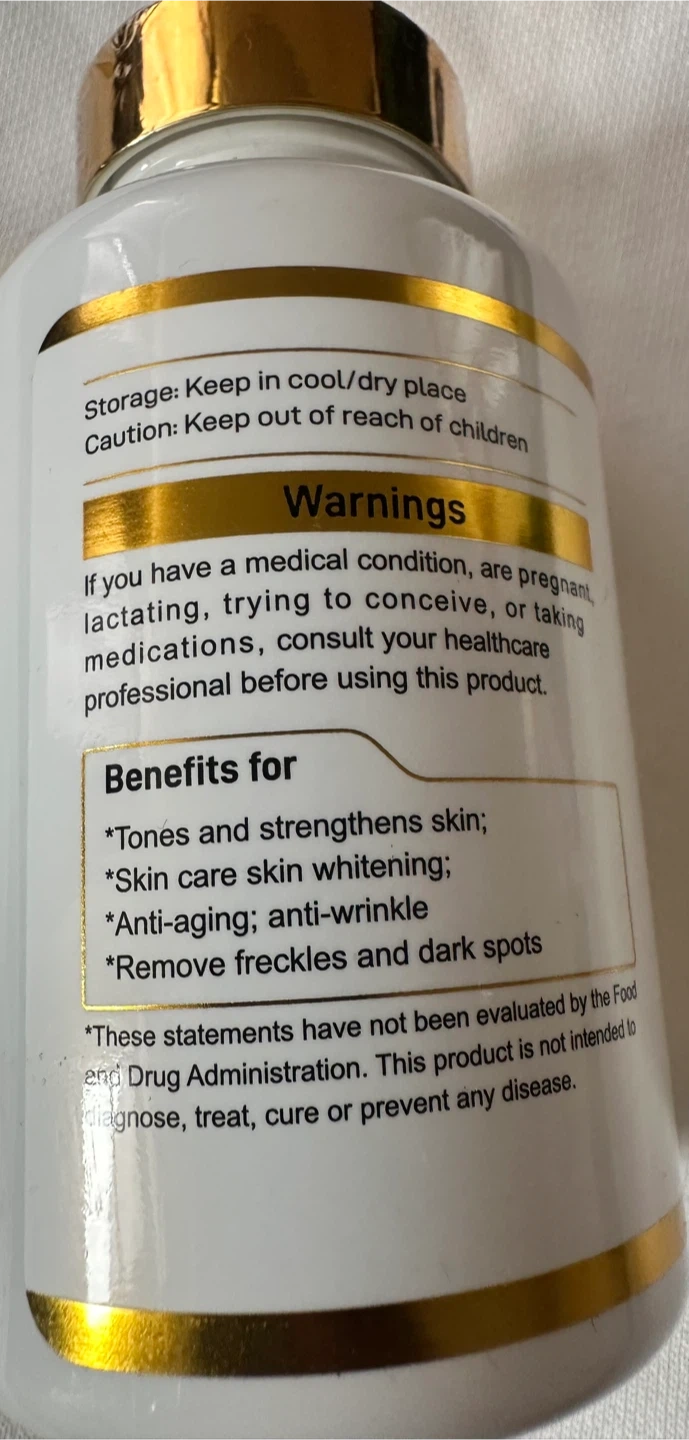 Storage: Keep in cool/dry place
Caution: Keep out of reach of children
Warnings
If you have a medical condition, are pregnant,
lactating, trying to conceive, or taking
medications, consult your healthcare
professional before using this product.
Benefits for
*Tones and strengthens skin;
*Skin care skin whitening;
*Anti-aging; anti-wrinkle
*Remove freckles and dark spots
*These statements have not been evaluated by the Food
and Drug Administration. This product is not intended to
diagnose, treat, cure or prevent any disease.